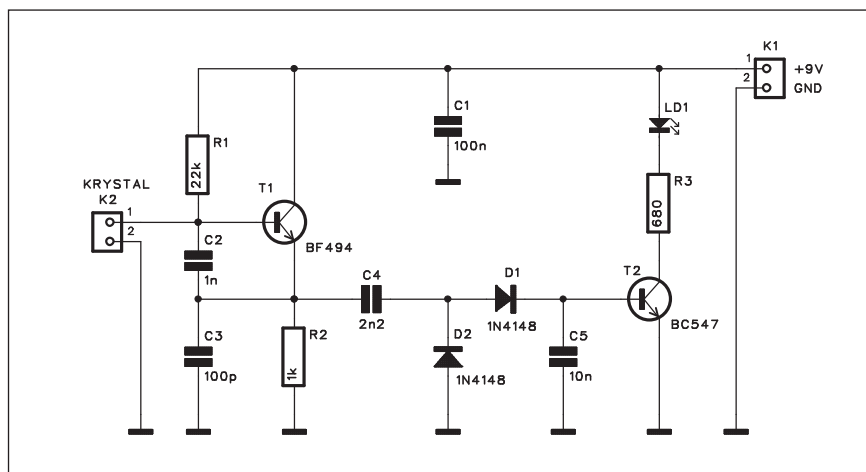 K1
1
+9V
2
GND
C1
100n
LD1
R1
22k
R3
680
KRYSTAL
K2
T1
1
2
BF494
C2
1n
C4
2n2
D1
1N4148
T2
BC547
C3
100p
R2
1k
D2
1N4148
C5
10n